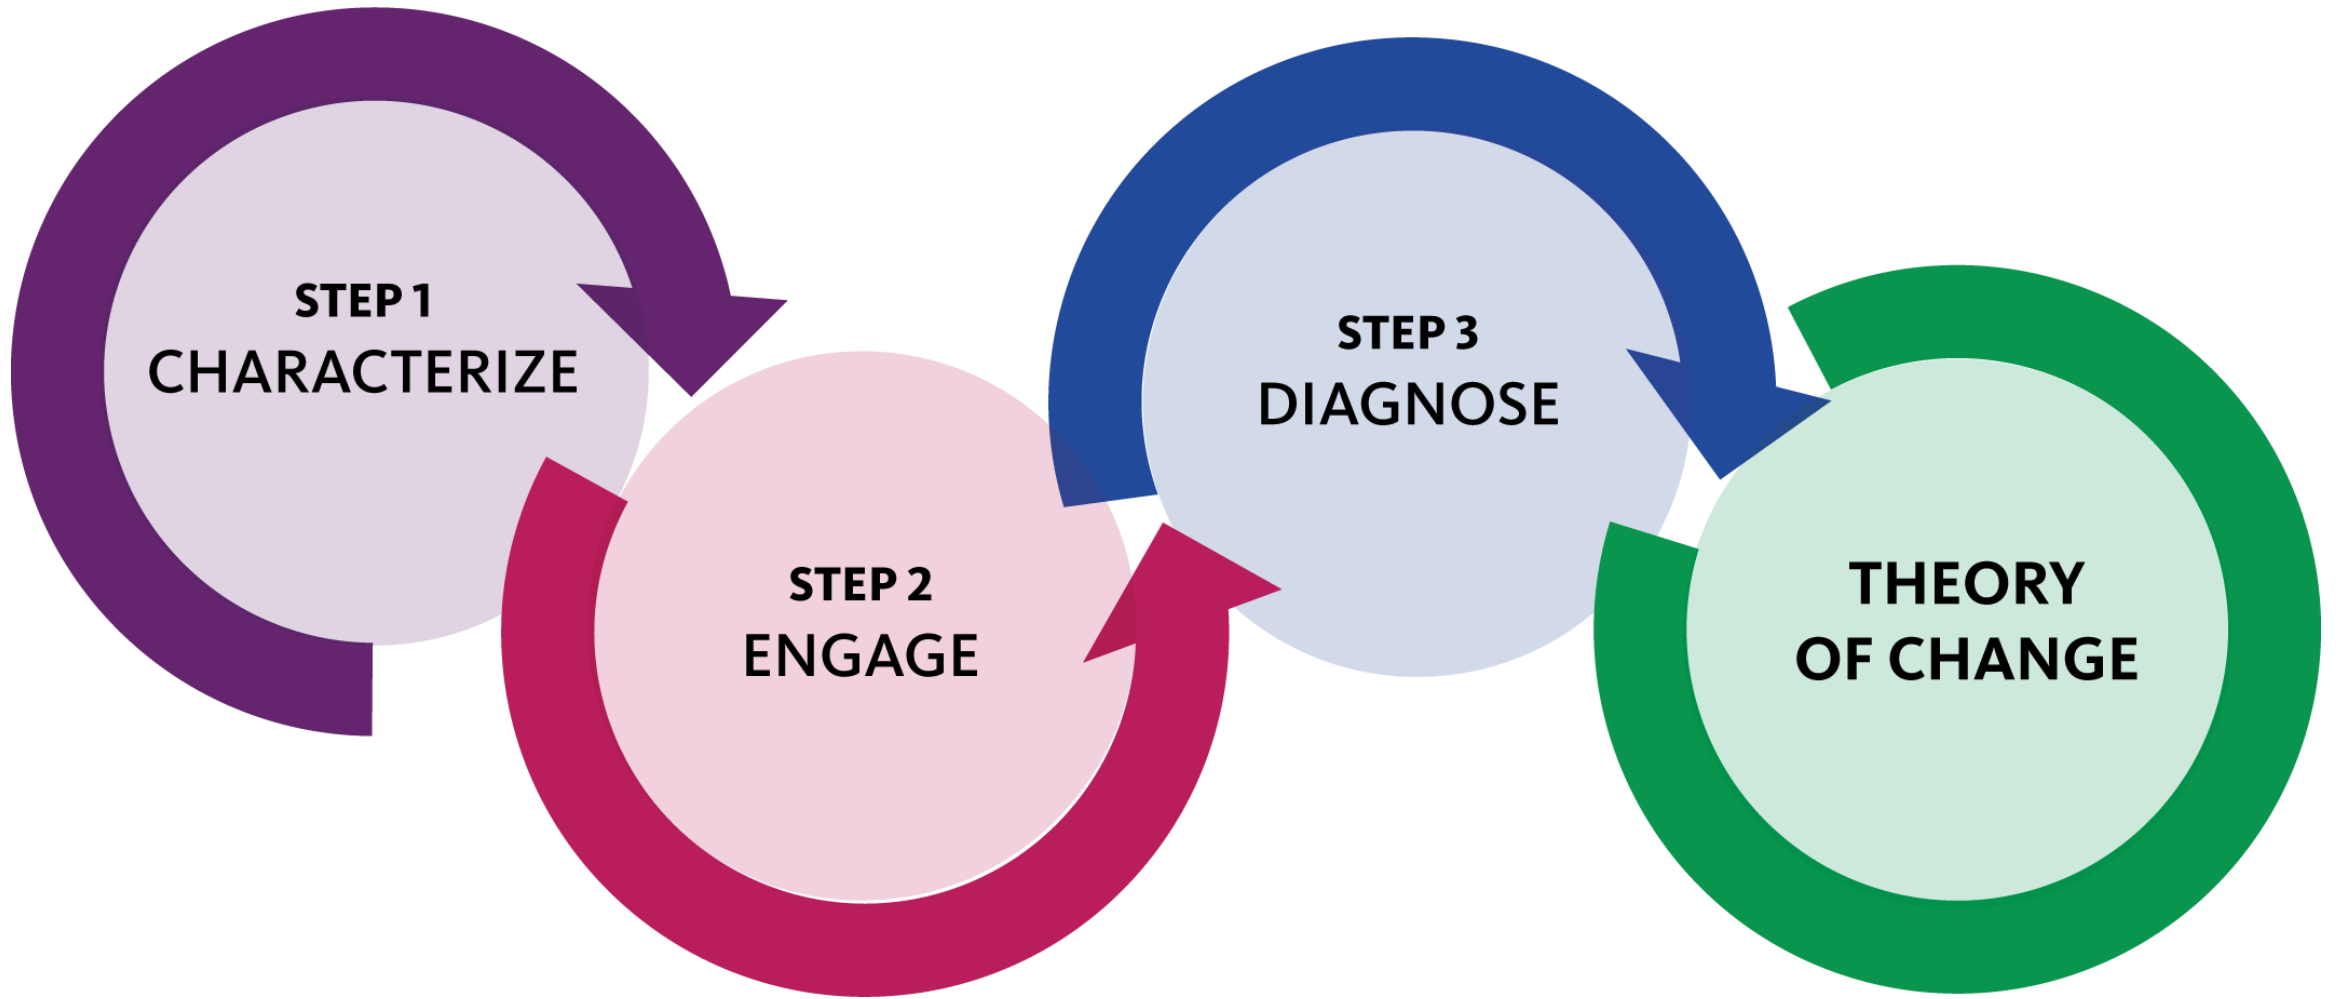 STEP 1
CHARACTERIZE
STEP 2
ENGAGE
STEP 3
DIAGNOSE
THEORY
OF CHANGE